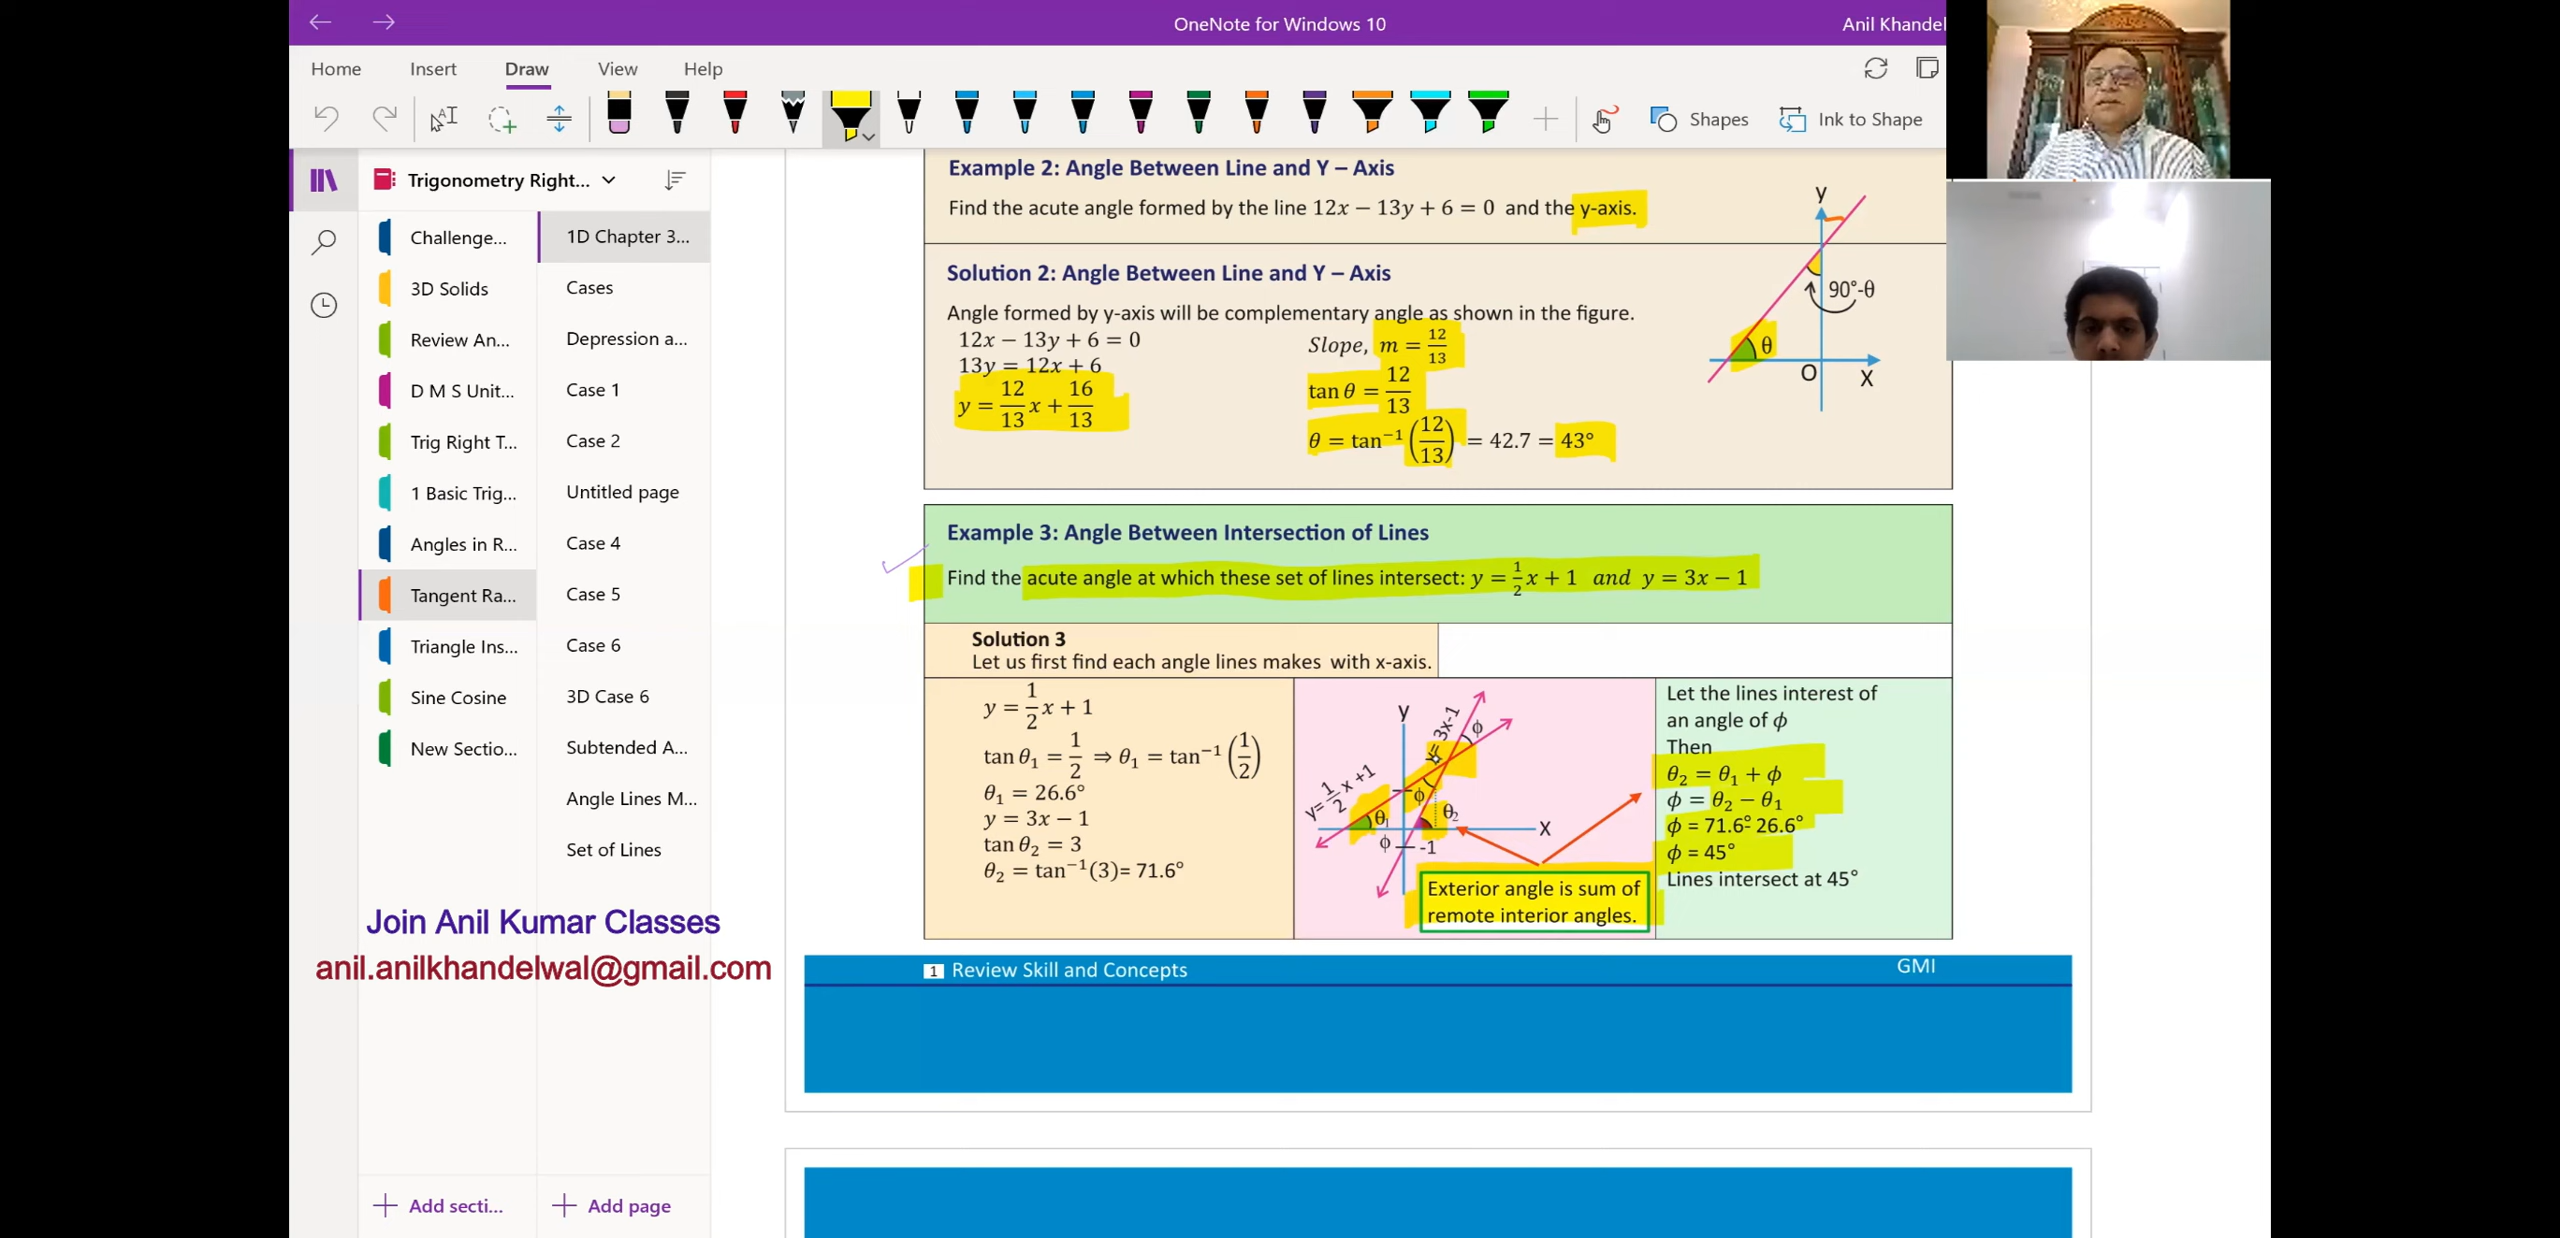 OneNote for Windows 10
Anil Khandel
Home Insert Draw View Help
Shapes
Ink to Shape
Trigonometry Right...
Challenge...
3D Solids
Review An...
D M S Unit...
Trig Right T...
1 Basic Trig...
Angles in R...
Tangent Ra...
Triangle Ins...
Sine Cosine
New Sectio...
1D Chapter 3...
Cases
Depression a...
Case 1
Case 2
Untitled page
Case 4
Case 5
Case 6
3D Case 6
Subtended A...
Angle Lines M...
Set of Lines
Join Anil Kumar Classes
anil.anilkhandelwal@gmail.com
Add secti...
Add page
Example 2: Angle Between Line and Y – Axis
Find the acute angle formed by the line 12x − 13y + 6 = 0 and the y-axis.
Solution 2: Angle Between Line and Y – Axis
Angle formed by y-axis will be complementary angle as shown in the figure.
12x − 13y + 6 = 0
13y = 12x + 6
y = 12/13 x + 16/13
Slope, m = 12/13
tan θ = 12/13
θ = tan⁻¹ (12/13) = 42.7 = 43°
y
90°-θ
θ
O
X
Example 3: Angle Between Intersection of Lines
Find the acute angle at which these set of lines intersect: y = 1/2 x + 1 and y = 3x − 1
Solution 3
Let us first find each angle lines makes with x-axis.
y = 1/2 x + 1
tan θ₁ = 1/2 ⇒ θ₁ = tan⁻¹ (1/2)
θ₁ = 26.6°
y = 3x − 1
tan θ₂ = 3
θ₂ = tan⁻¹(3)= 71.6°
y
y= 3x-1
ϕ
y= 1/2 x +1
ϕ
θ₁
θ₂
X
ϕ
-1
Exterior angle is sum of
remote interior angles.
Let the lines interest of
an angle of ϕ
Then
θ₂ = θ₁ + ϕ
ϕ = θ₂ − θ₁
ϕ = 71.6°- 26.6°
ϕ = 45°
Lines intersect at 45°
1 Review Skill and Concepts
GMI